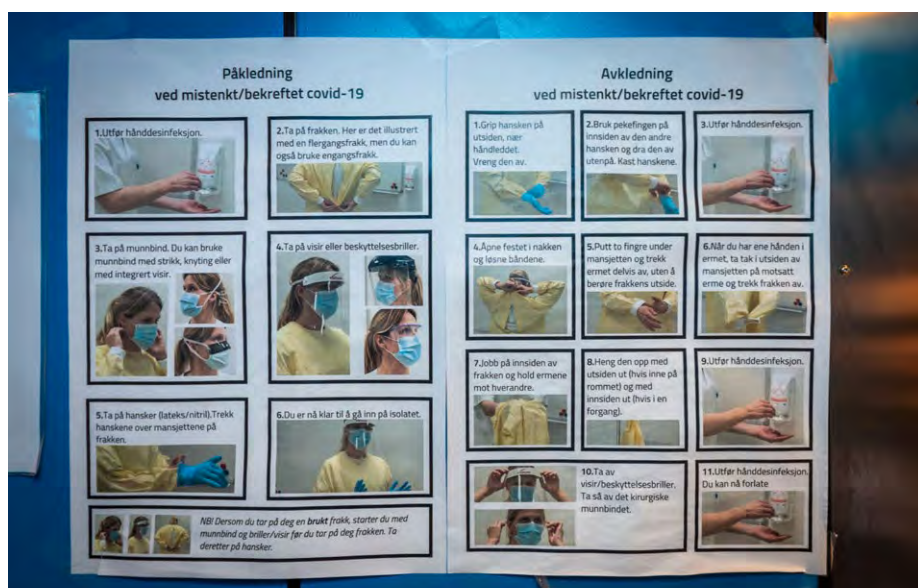 Påkledning
ved mistenkt/bekreftet covid-19
1.Utfør hånddesinfeksjon.
2.Ta på frakken. Her er det illustrert
med en flergangsfrakk, men du kan
også bruke engangsfrakk.
3.Ta på munnbind. Du kan bruke
munnbind med strikk, knyting eller
med integrert visir.
4.Ta på visir eller beskyttelsesbriller.
5.Ta på hansker (lateks/nitril).Trekk
hanskene over mansjettene på
frakken.
6.Du er nå klar til å gå inn på isolatet.
NB! Dersom du tar på deg en brukt frakk, starter du med
munnbind og briller/visir før du tar på deg frakken. Ta
deretter på hansker.
Avkledning
ved mistenkt/bekreftet covid-19
1.Grip hansken på
utsiden, nær
håndleddet.
Vreng den av.
2.Bruk pekefingen på
innsiden av den andre
hansken og dra den av
utenpå. Kast hanskene.
3.Utfør hånddesinfeksjon.
4.Åpne festet i nakken
og løsne båndene.
5.Putt to fingre under
mansjetten og trekk
ermet delvis av, uten å
berøre frakkens utside.
6.Når du har ene hånden i
ermet, ta tak i utsiden av
mansjetten på motsatt
erme og trekk frakken av.
7.Jobb på innsiden av
frakken og hold ermene
mot hverandre.
8.Heng den opp med
utsiden ut (hvis inne på
rommet) og med
innsiden ut (hvis i en
forgang).
9.Utfør hånddesinfeksjon.
10.Ta av
visir/beskyttelsesbriller.
Ta så av det kirurgiske
munnbindet.
11.Utfør hånddesinfeksjon.
Du kan nå forlate